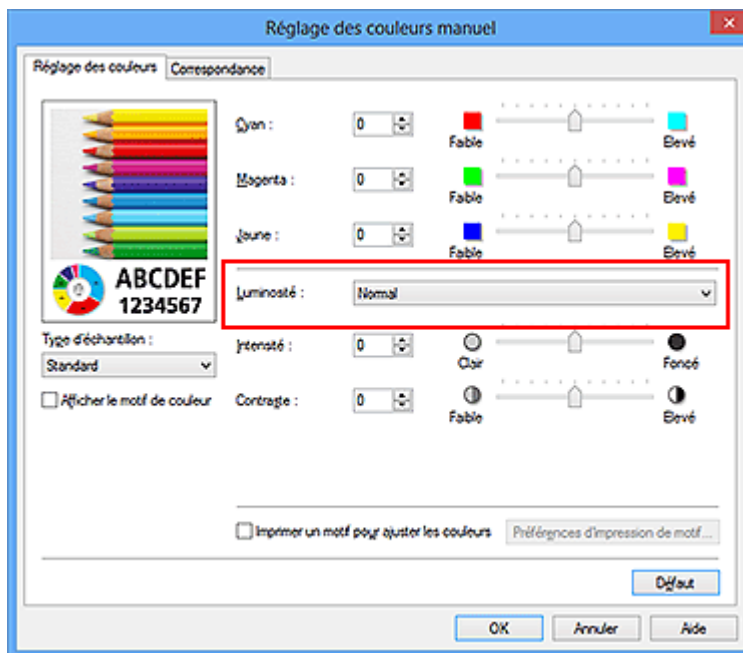 Réglage des couleurs manuel
Réglage des couleurs
Correspondance
ABCDEF
1234567
Type d'échantillon :
Standard
Afficher le motif de couleur
Cyan :
0
Faible
Elevé
Magenta :
0
Faible
Elevé
Jaune :
0
Faible
Elevé
Luminosité :
Normal
Intensité :
0
Clair
Foncé
Contraste :
0
Faible
Elevé
Imprimer un motif pour ajuster les couleurs
Préférences d'impression de motif...
Défaut
OK
Annuler
Aide